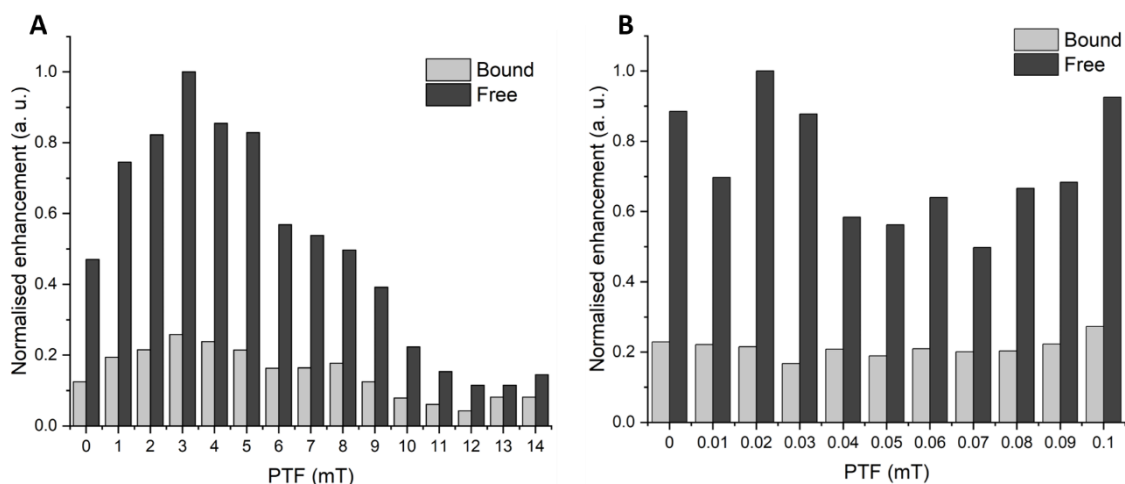 A
Bound
Free
Normalised enhancement (a. u.)
1.0
0.8
0.6
0.4
0.2
0.0
0 1 2 3 4 5 6 7 8 9 10 11 12 13 14
PTF (mT)
B
Bound
Free
Normalised enhancement (a. u.)
1.0
0.8
0.6
0.4
0.2
0.0
0 0.01 0.02 0.03 0.04 0.05 0.06 0.07 0.08 0.09 0.1
PTF (mT)